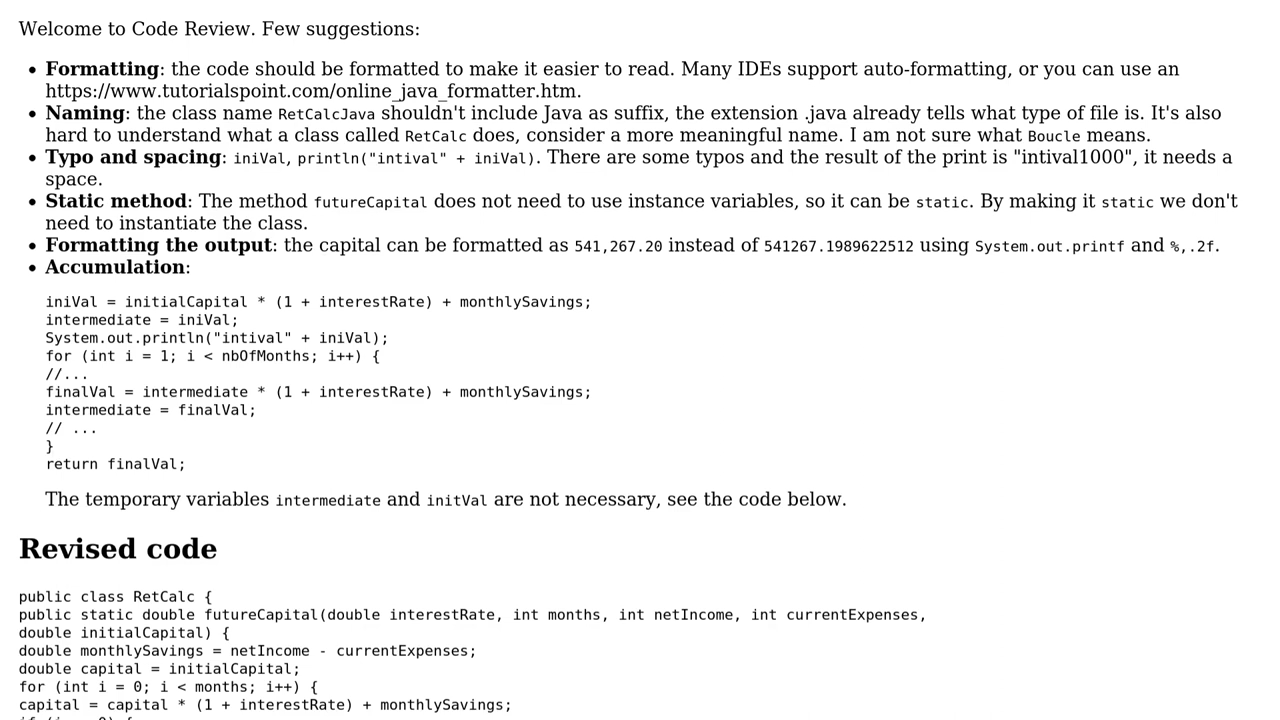 Welcome to Code Review. Few suggestions:
• Formatting: the code should be formatted to make it easier to read. Many IDEs support auto-formatting, or you can use an
https://www.tutorialspoint.com/online_java_formatter.htm.
• Naming: the class name RetCalcJava shouldn't include Java as suffix, the extension .java already tells what type of file is. It's also
hard to understand what a class called RetCalc does, consider a more meaningful name. I am not sure what Boucle means.
• Typo and spacing: iniVal, println("intival" + iniVal). There are some typos and the result of the print is "intival1000", it needs a
space.
• Static method: The method futureCapital does not need to use instance variables, so it can be static. By making it static we don't
need to instantiate the class.
• Formatting the output: the capital can be formatted as 541,267.20 instead of 541267.1989622512 using System.out.printf and %,.2f.
• Accumulation:
iniVal = initialCapital * (1 + interestRate) + monthlySavings;
intermediate = iniVal;
System.out.println("intival" + iniVal);
for (int i = 1; i < nbOfMonths; i++) {
//...
finalVal = intermediate * (1 + interestRate) + monthlySavings;
intermediate = finalVal;
// ...
}
return finalVal;
The temporary variables intermediate and initVal are not necessary, see the code below.
Revised code
public class RetCalc {
public static double futureCapital(double interestRate, int months, int netIncome, int currentExpenses,
double initialCapital) {
double monthlySavings = netIncome - currentExpenses;
double capital = initialCapital;
for (int i = 0; i < months; i++) {
capital = capital * (1 + interestRate) + monthlySavings;